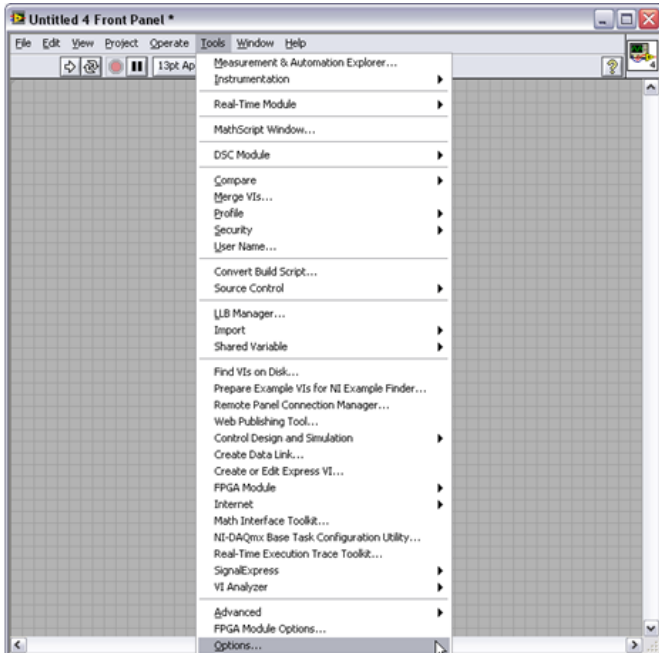 Untitled 4 Front Panel *
File Edit View Project Operate Tools Window Help
13pt Ap
4
Measurement & Automation Explorer...
Instrumentation
Real-Time Module
MathScript Window...
DSC Module
Compare
Merge VIs...
Profile
Security
User Name...
Convert Build Script...
Source Control
LLB Manager...
Import
Shared Variable
Find VIs on Disk...
Prepare Example VIs for NI Example Finder...
Remote Panel Connection Manager...
Web Publishing Tool...
Control Design and Simulation
Create Data Link...
Create or Edit Express VI...
FPGA Module
Internet
Math Interface Toolkit...
NI-DAQmx Base Task Configuration Utility...
Real-Time Execution Trace Toolkit...
SignalExpress
VI Analyzer
Advanced
FPGA Module Options...
Options...